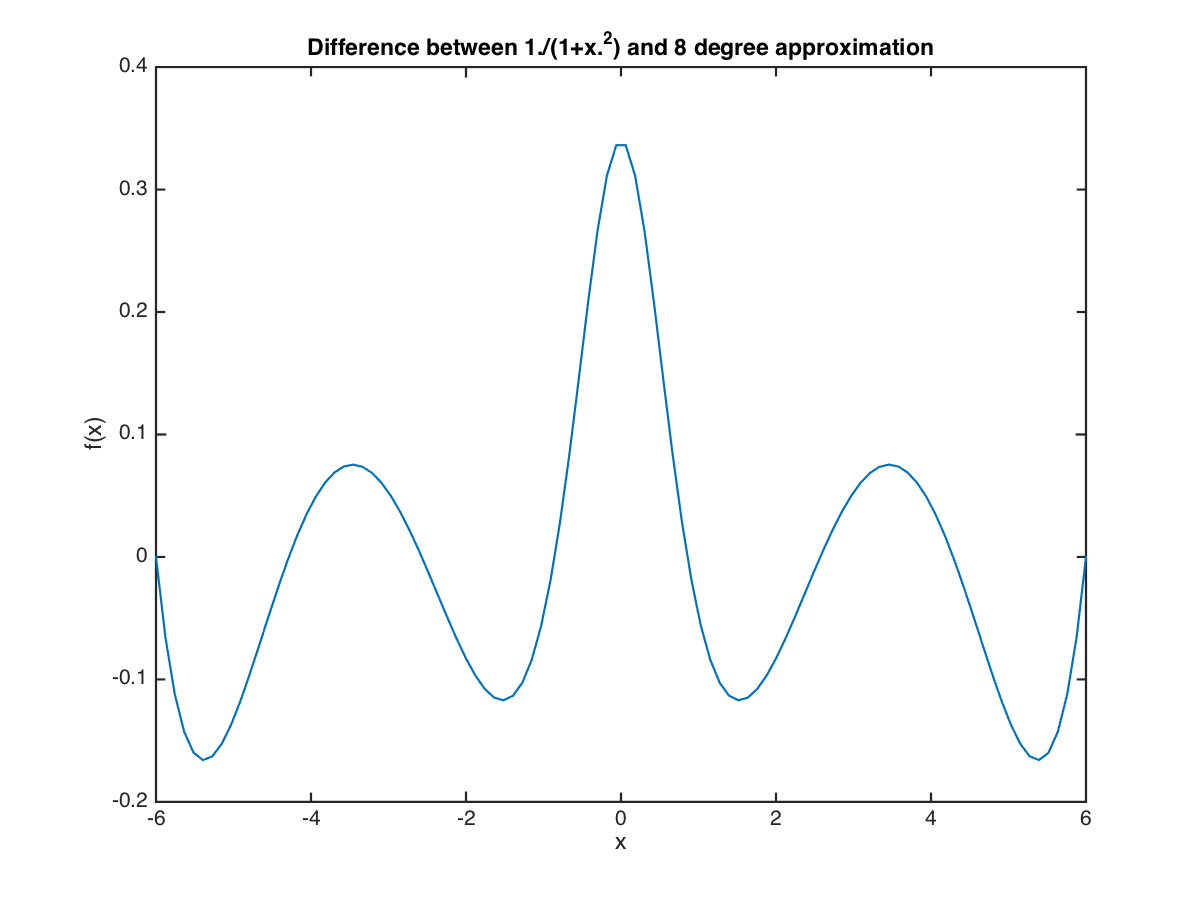 Difference between 1./(1+x.²) and 8 degree approximation
0.4
0.3
0.2
0.1
0
-0.1
-0.2
f(x)
-6 -4 -2 0 2 4 6
x